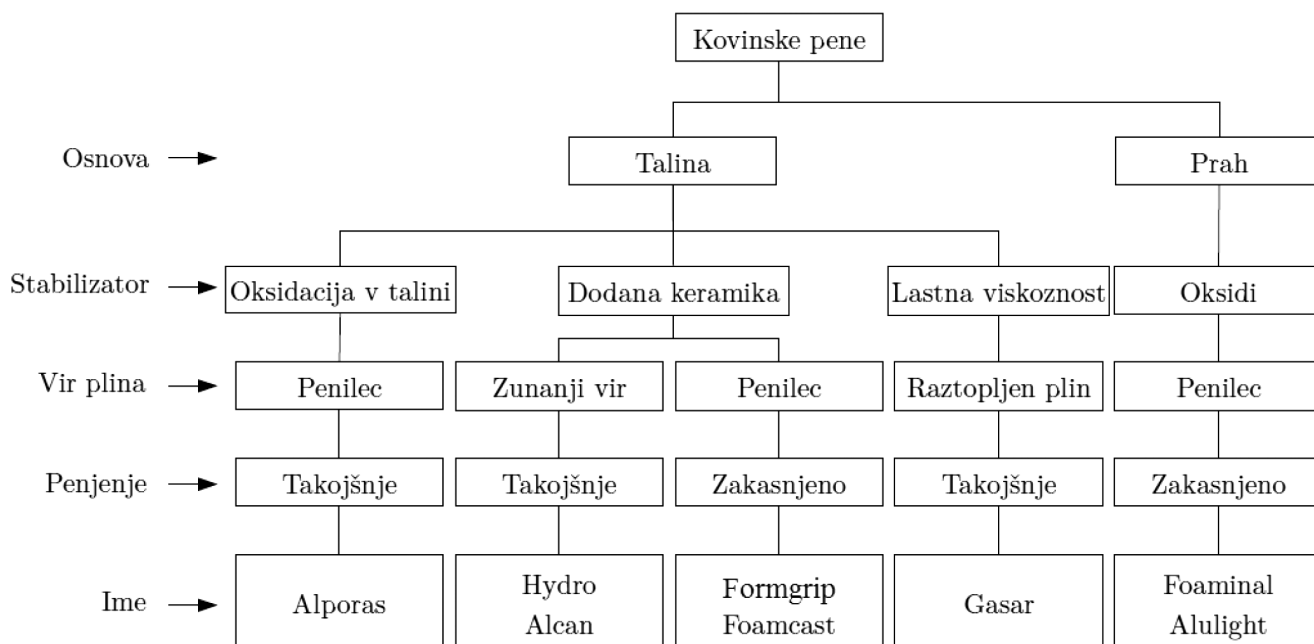 Kovinske pene
Osnova
Talina
Prah
Stabilizator
Oksidacija v talini
Dodana keramika
Lastna viskoznost
Oksidi
Vir plina
Penilec
Zunanji vir
Penilec
Raztopljen plin
Penilec
Penjenje
Takojšnje
Takojšnje
Zakasnjeno
Takojšnje
Zakasnjeno
Ime
Alporas
Hydro
Alcan
Formgrip
Foamcast
Gasar
Foaminal
Alulight